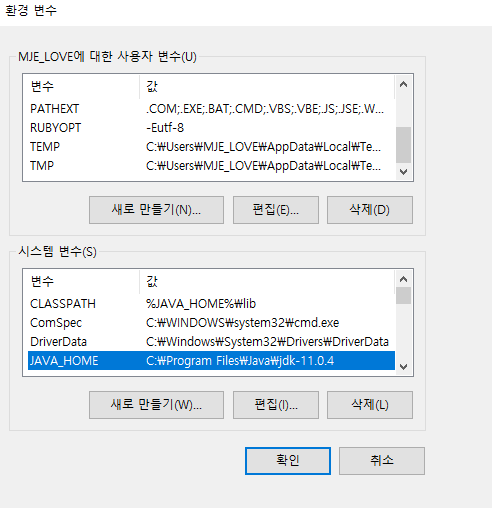 환경 변수
MJE_LOVE에 대한 사용자 변수(U)
변수 값
PATHEXT .COM;.EXE;.BAT;.CMD;.VBS;.VBE;.JS;.JSE;.W...
RUBYOPT -Eutf-8
TEMP C:₩Users₩MJE_LOVE₩AppData₩Local₩Te...
TMP C:₩Users₩MJE_LOVE₩AppData₩Local₩Te...
새로 만들기(N)... 편집(E)... 삭제(D)
시스템 변수(S)
변수 값
CLASSPATH %JAVA_HOME%₩lib
ComSpec C:₩WINDOWS₩system32₩cmd.exe
DriverData C:₩Windows₩System32₩Drivers₩DriverData
JAVA_HOME C:₩Program Files₩Java₩jdk-11.0.4
새로 만들기(W)... 편집(I)... 삭제(L)
확인 취소